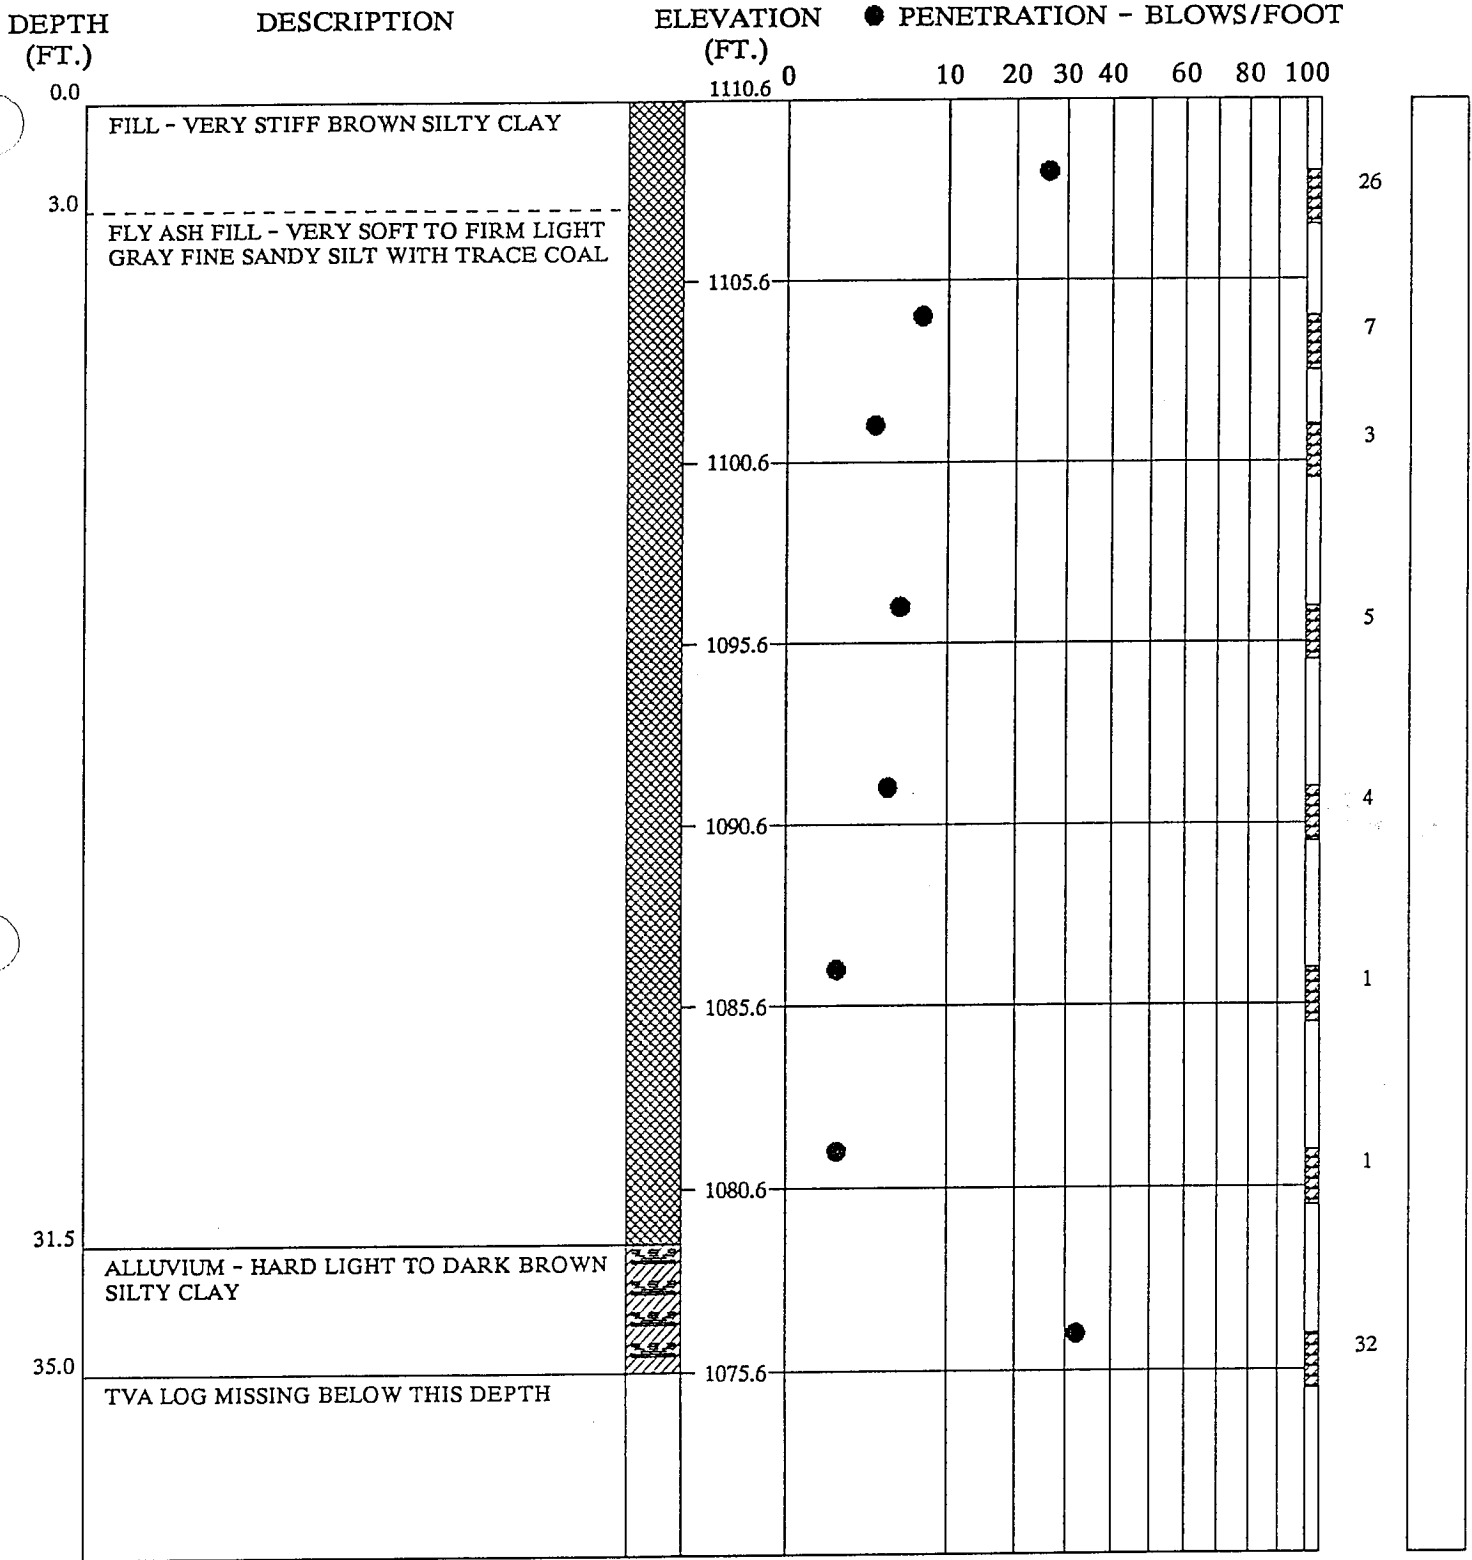 DEPTH DESCRIPTION ELEVATION ● PENETRATION - BLOWS/FOOT
(FT.) (FT.)
0.0 1110.6 0 10 20 30 40 60 80 100
FILL - VERY STIFF BROWN SILTY CLAY
26
3.0
FLY ASH FILL - VERY SOFT TO FIRM LIGHT
GRAY FINE SANDY SILT WITH TRACE COAL
1105.6
7
3
1100.6
5
1095.6
4
1090.6
1
1085.6
1
1080.6
31.5
ALLUVIUM - HARD LIGHT TO DARK BROWN
SILTY CLAY
32
35.0 1075.6
TVA LOG MISSING BELOW THIS DEPTH